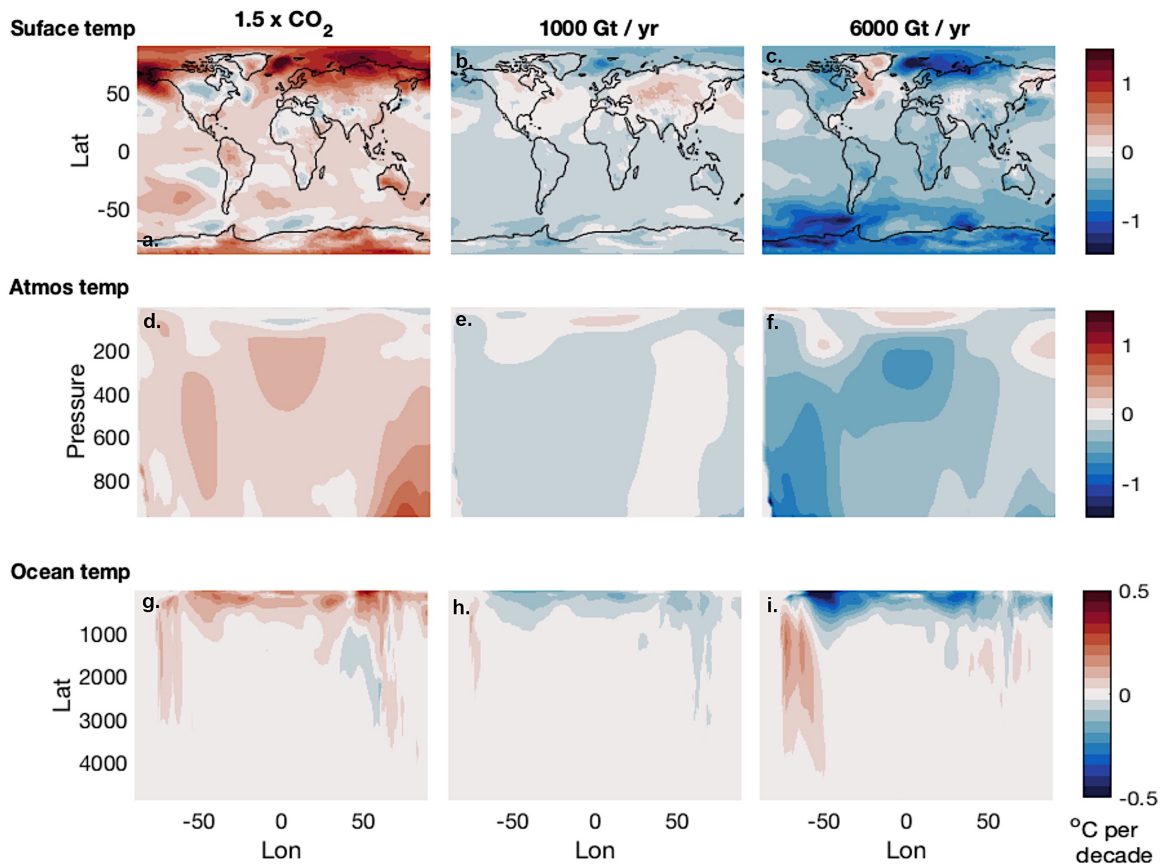 Suface temp
1.5 x CO2
1000 Gt / yr
6000 Gt / yr
a.
b.
c.
Lat
50
0
-50
1
0
-1
Atmos temp
d.
e.
f.
Pressure
200
400
600
800
1
0
-1
Ocean temp
g.
h.
i.
Lat
1000
2000
3000
4000
0.5
0
-0.5
-50 0 50
-50 0 50
-50 0 50
Lon
Lon
Lon
°C per
decade